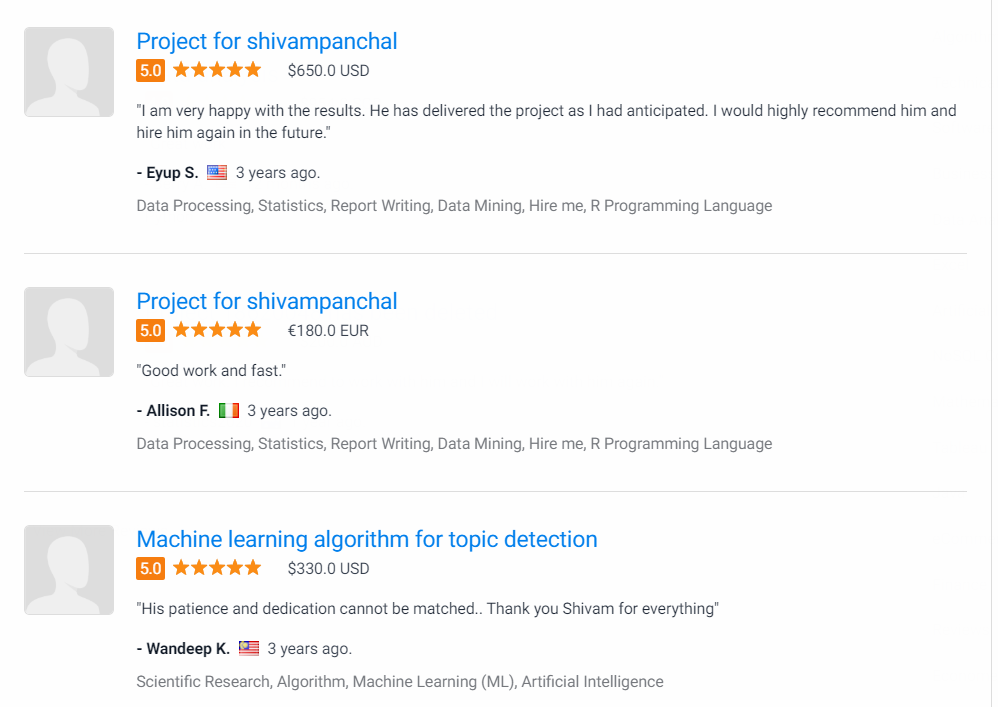 Project for shivampanchal
5.0 $650.0 USD
"I am very happy with the results. He has delivered the project as I had anticipated. I would highly recommend him and
hire him again in the future."
- Eyup S. 3 years ago.
Data Processing, Statistics, Report Writing, Data Mining, Hire me, R Programming Language
Project for shivampanchal
5.0 €180.0 EUR
"Good work and fast."
- Allison F. 3 years ago.
Data Processing, Statistics, Report Writing, Data Mining, Hire me, R Programming Language
Machine learning algorithm for topic detection
5.0 $330.0 USD
"His patience and dedication cannot be matched.. Thank you Shivam for everything"
- Wandeep K. 3 years ago.
Scientific Research, Algorithm, Machine Learning (ML), Artificial Intelligence